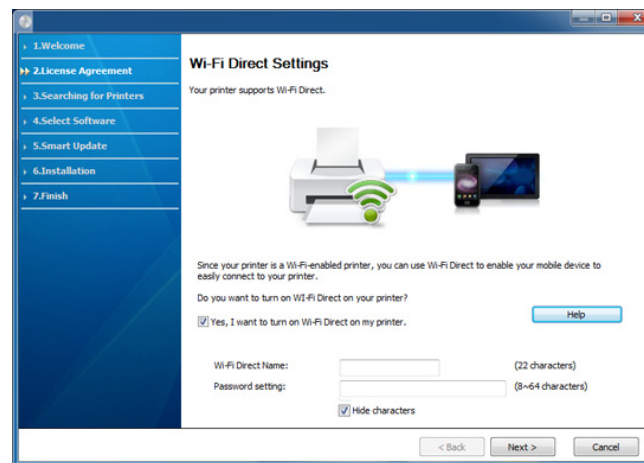 1.Welcome
2.License Agreement
3.Searching for Printers
4.Select Software
5.Smart Update
6.Installation
7.Finish
Wi-Fi Direct Settings
Your printer supports Wi-Fi Direct.
Since your printer is a Wi-Fi-enabled printer, you can use Wi-Fi Direct to enable your mobile device to
easily connect to your printer.
Do you want to turn on WI-Fi Direct on your printer?
Yes, I want to turn on Wi-Fi Direct on my printer.
Help
Wi-Fi Direct Name: (22 characters)
Password setting: (8~64 characters)
Hide characters
< Back Next > Cancel